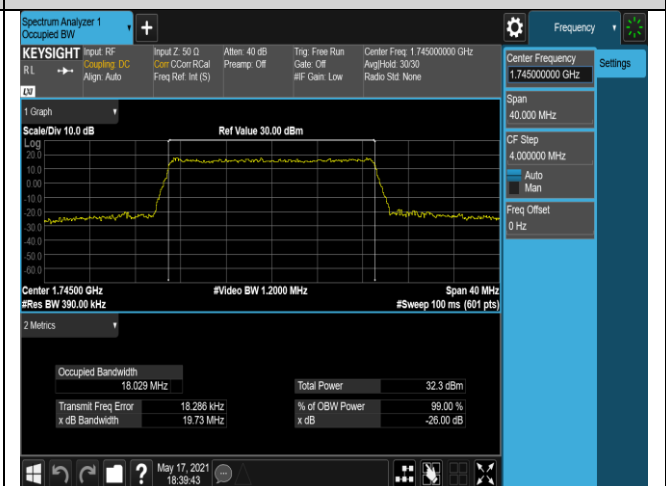 Spectrum Analyzer 1
Occupied BW
+
Frequency
KEYSIGHT
R L
LXI
Input: RF
Coupling: DC
Align: Auto
Input Z: 50 Ω
Corr CCorr RCal
Freq Ref: Int (S)
Atten: 40 dB
Preamp: Off
Trig: Free Run
Gate: Off
#IF Gain: Low
Center Freq: 1.745000000 GHz
Avg|Hold: 30/30
Radio Std: None
Center Frequency
1.745000000 GHz
Settings
Span
40.000 MHz
CF Step
4.000000 MHz
Auto
Man
Freq Offset
0 Hz
1 Graph
Scale/Div 10.0 dB
Ref Value 30.00 dBm
Log
20.0
10.0
0.00
-10.0
-20.0
-30.0
-40.0
-50.0
-60.0
Center 1.74500 GHz
#Video BW 1.2000 MHz
Span 40 MHz
#Res BW 390.00 kHz
#Sweep 100 ms (601 pts)
2 Metrics
Occupied Bandwidth
18.029 MHz
Total Power
32.3 dBm
Transmit Freq Error
18.286 kHz
% of OBW Power
99.00 %
x dB Bandwidth
19.73 MHz
x dB
-26.00 dB
?
May 17, 2021
18:39:43